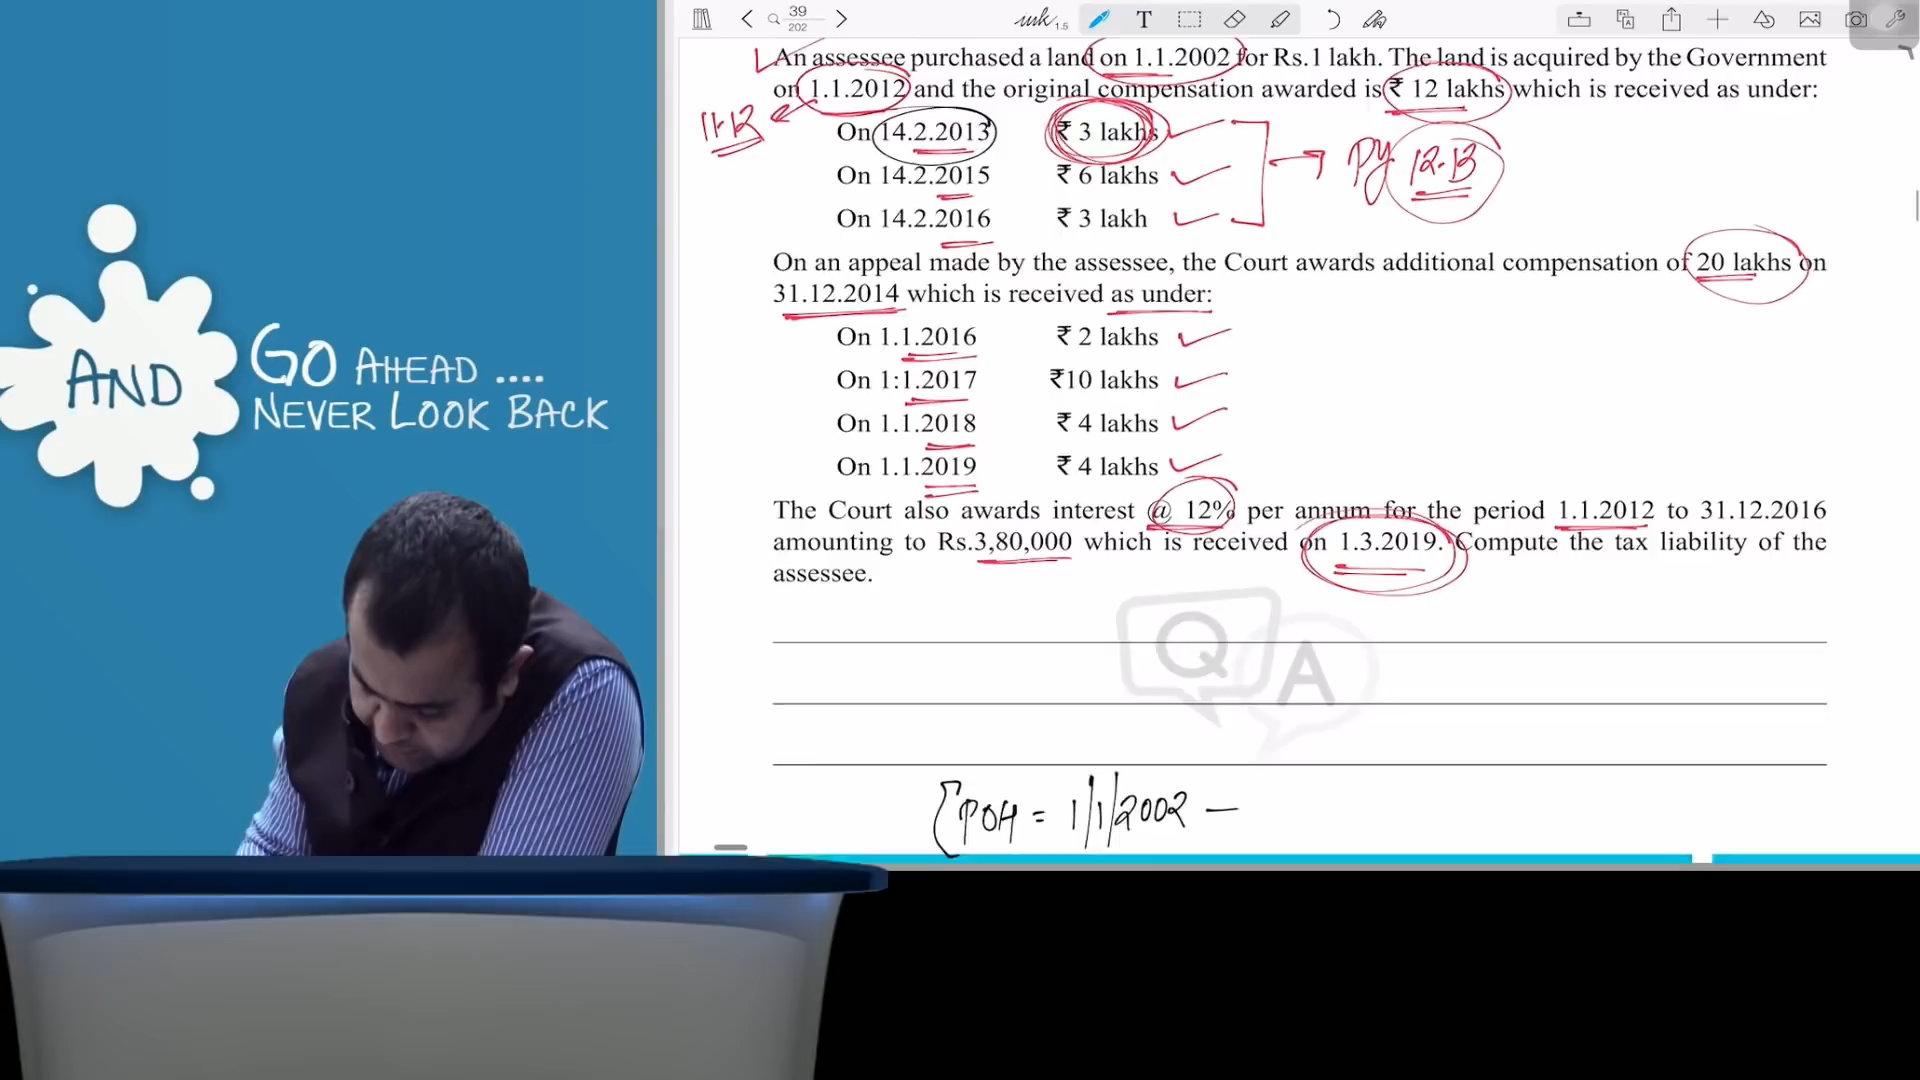 39
202
ink 1.5
T
An assessee purchased a land on 1.1.2002 for Rs.1 lakh. The land is acquired by the Government
on 1.1.2012 and the original compensation awarded is ₹ 12 lakhs which is received as under:
11-12
On 14.2.2013 ₹ 3 lakhs
On 14.2.2015 ₹ 6 lakhs
On 14.2.2016 ₹ 3 lakh
PY 12-13
On an appeal made by the assessee, the Court awards additional compensation of 20 lakhs on
31.12.2014 which is received as under:
On 1.1.2016 ₹ 2 lakhs
On 1:1.2017 ₹10 lakhs
On 1.1.2018 ₹ 4 lakhs
On 1.1.2019 ₹ 4 lakhs
The Court also awards interest @ 12% per annum for the period 1.1.2012 to 31.12.2016
amounting to Rs.3,80,000 which is received on 1.3.2019. Compute the tax liability of the
assessee.
Q A
[POH = 1/1/2002 —
AND
GO AHEAD ....
NEVER LOOK BACK